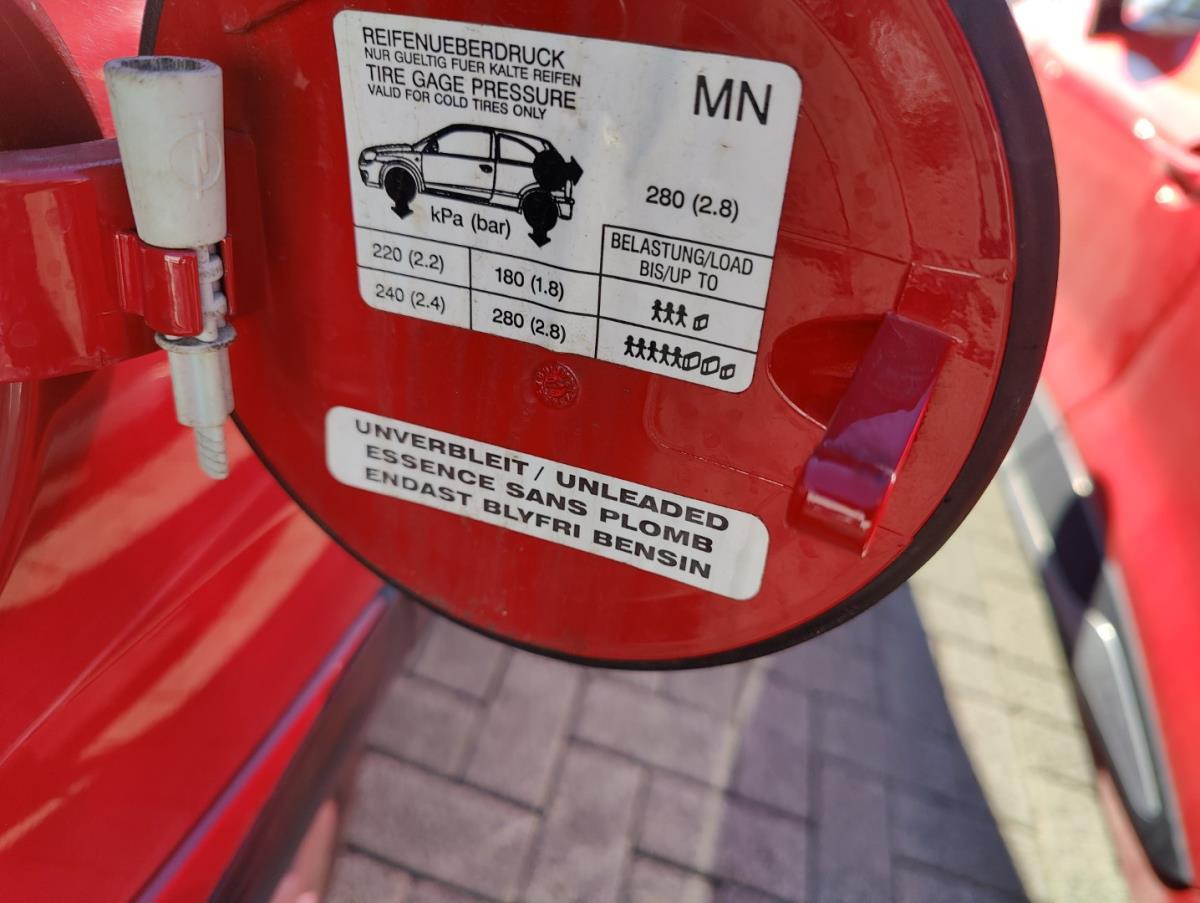 REIFENUEBERDRUCK
NUR GUELTIG FUER KALTE REIFEN
TIRE GAGE PRESSURE
VALID FOR COLD TIRES ONLY
MN
280 (2.8)
kPa (bar)
BELASTUNG/LOAD
BIS/UP TO
220 (2.2) 180 (1.8)
240 (2.4) 280 (2.8)
UNVERBLEIT / UNLEADED
ESSENCE SANS PLOMB
ENDAST BLYFRI BENSIN